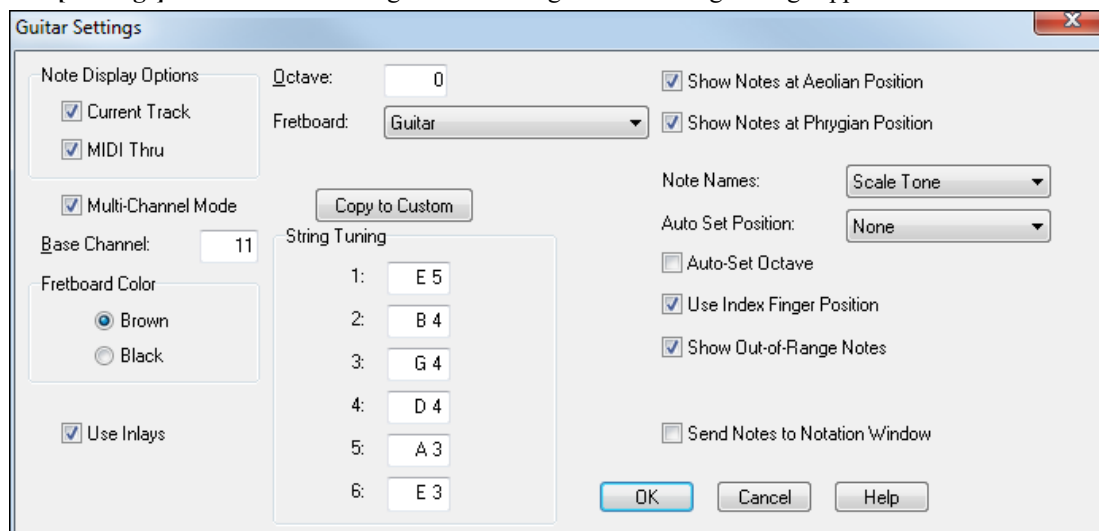 Guitar Settings
Note Display Options
Current Track
MIDI Thru
Multi-Channel Mode
Base Channel: 11
Fretboard Color
Brown
Black
Use Inlays
Octave: 0
Fretboard: Guitar
Copy to Custom
String Tuning
1: E 5
2: B 4
3: G 4
4: D 4
5: A 3
6: E 3
Show Notes at Aeolian Position
Show Notes at Phrygian Position
Note Names: Scale Tone
Auto Set Position: None
Auto-Set Octave
Use Index Finger Position
Show Out-of-Range Notes
Send Notes to Notation Window
OK Cancel Help